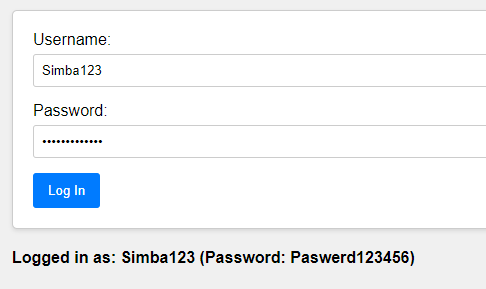 Username:
Simba123
Password:
•••••••••••••
Log In
Logged in as: Simba123 (Password: Paswerd123456)